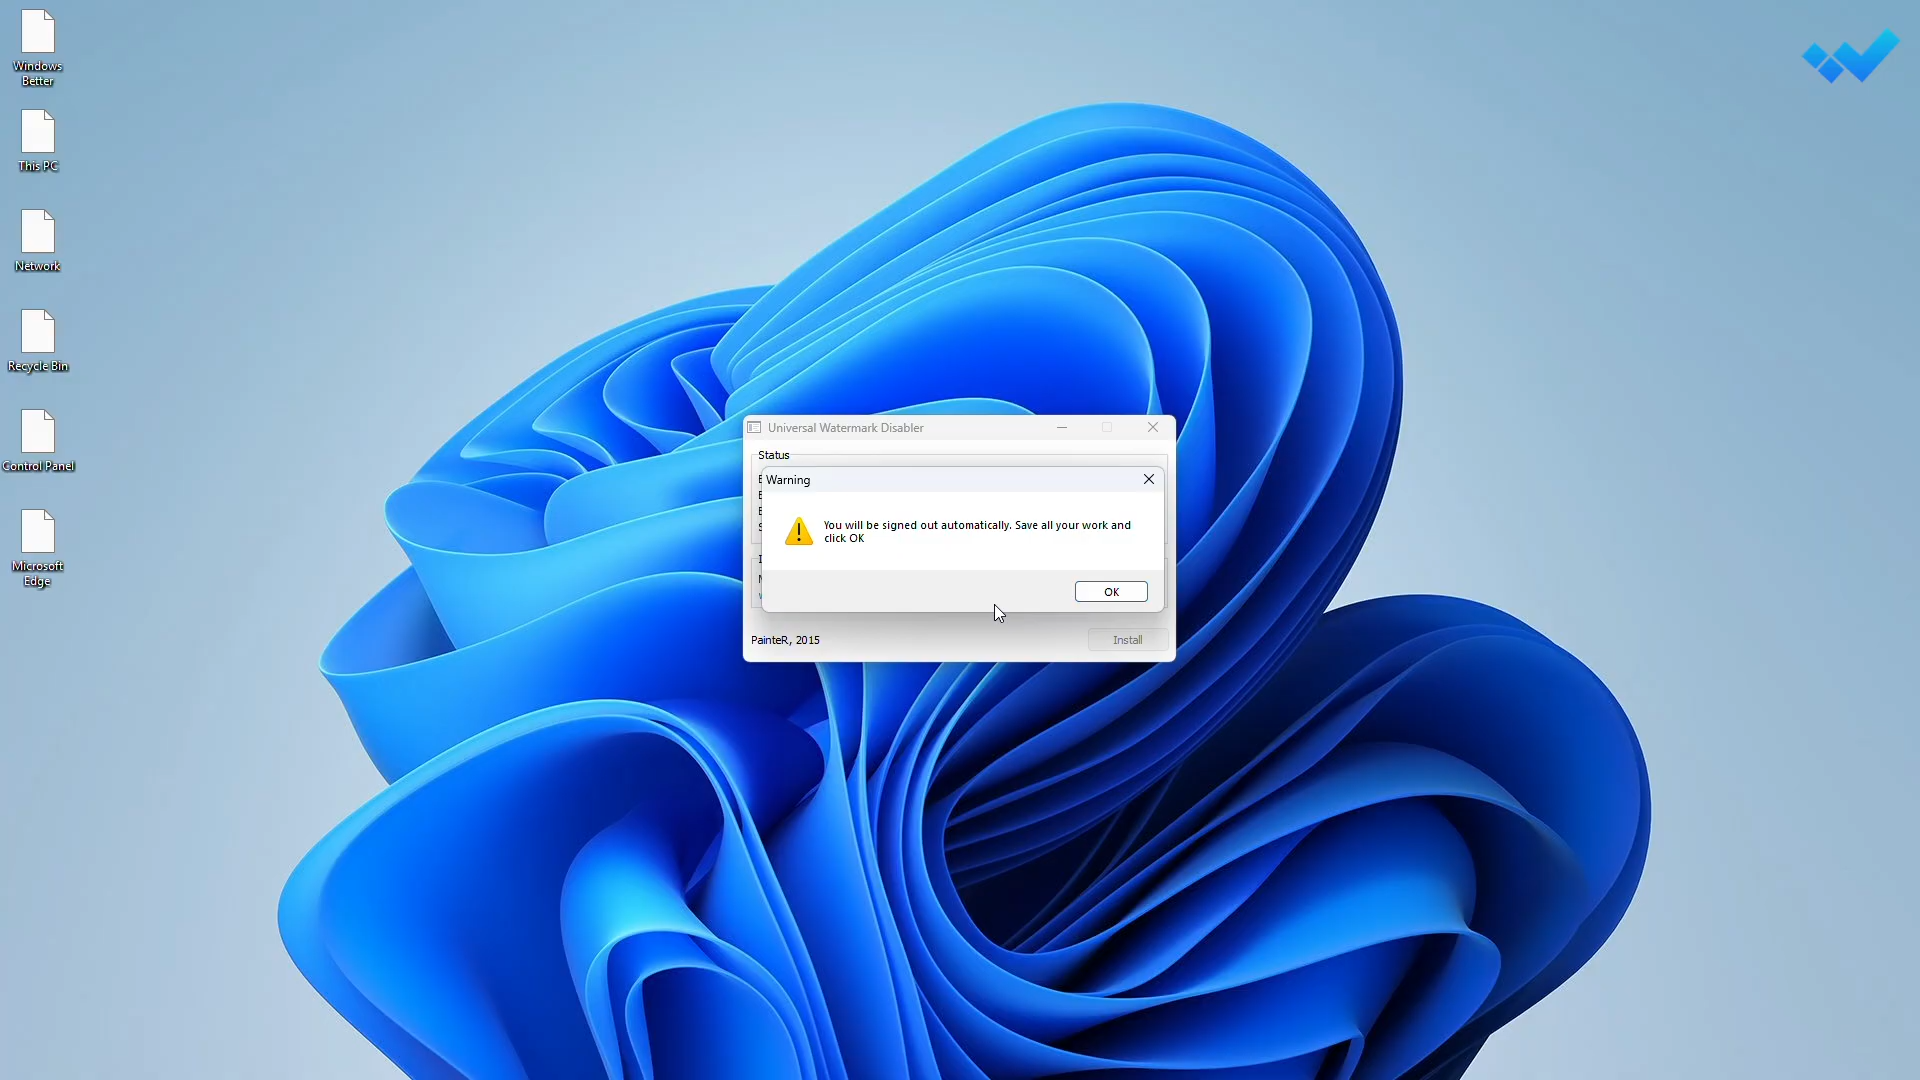 Windows
Better
This PC
Network
Recycle Bin
Control Panel
Microsoft
Edge
Universal Watermark Disabler
Status
Warning
You will be signed out automatically. Save all your work and
click OK
OK
PainteR, 2015
Install